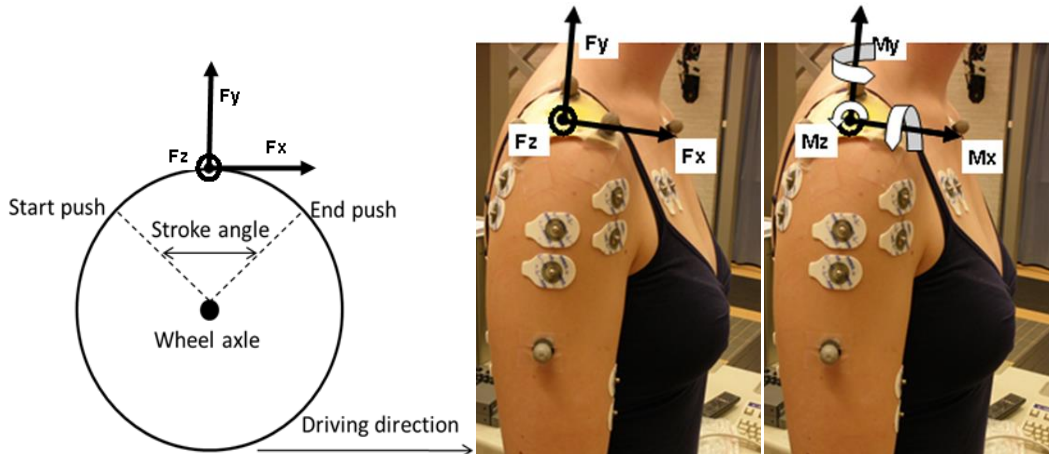 Fy
Fz
Fx
Start push
End push
Stroke angle
Wheel axle
Driving direction
Fy
Fz
Fx
My
Mz
Mx